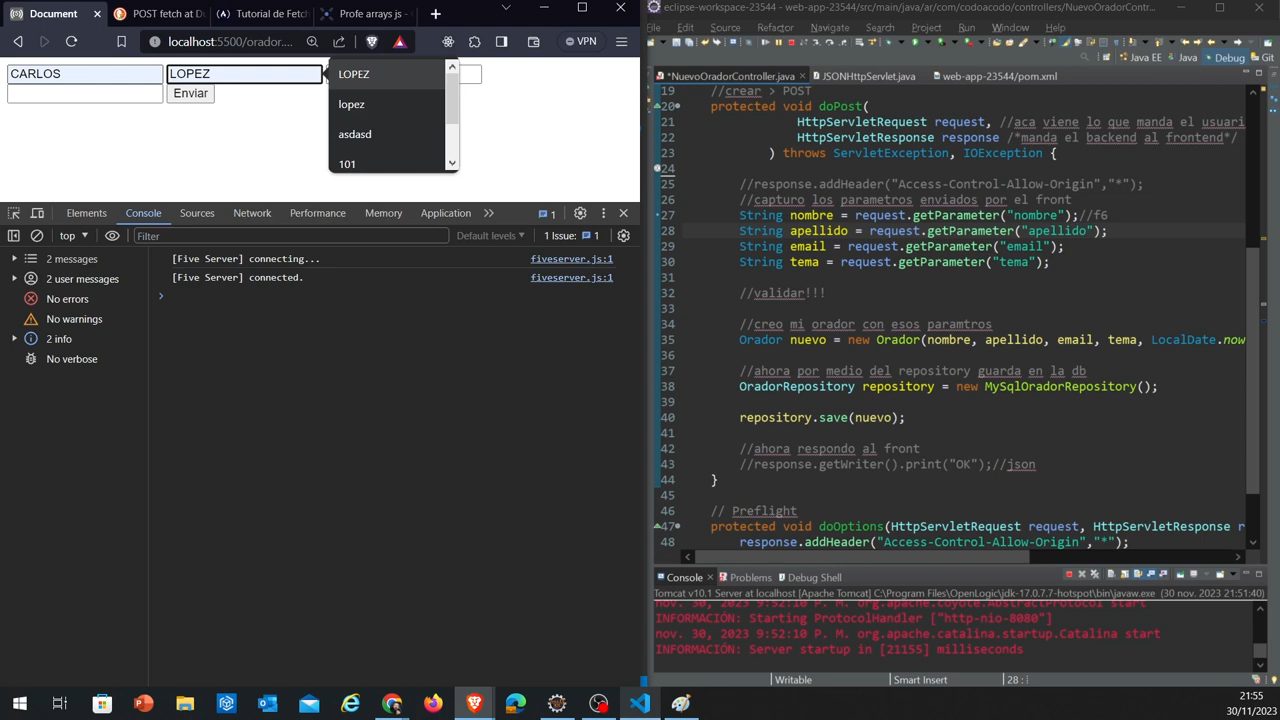 Document
POST fetch at Du
Tutorial de Fetch
Profe arrays js -
localhost:5500/orador....
VPN
CARLOS
LOPEZ
Enviar
LOPEZ
lopez
asdasd
101
Elements
Console
Sources
Network
Performance
Memory
Application
1
top
Filter
Default levels
1 Issue:
1
2 messages
2 user messages
No errors
No warnings
2 info
No verbose
[Five Server] connecting...
fiveserver.js:1
[Five Server] connected.
fiveserver.js:1
eclipse-workspace-23544 - web-app-23544/src/main/java/ar/com/codoacodo/controllers/NuevoOradorContr...
File Edit Source Refactor Navigate Search Project Run Window Help
Java EE
Java
Debug
Git
*NuevoOradorController.java
JSONHttpServlet.java
web-app-23544/pom.xml
19 //crear > POST
20 protected void doPost(
21 HttpServletRequest request, //aca viene lo que manda el usuari
22 HttpServletResponse response /*manda el backend al frontend*/
23 ) throws ServletException, IOException {
24
25 //response.addHeader("Access-Control-Allow-Origin","*");
26 //capturo los parametros enviados por el front
27 String nombre = request.getParameter("nombre");//f6
28 String apellido = request.getParameter("apellido");
29 String email = request.getParameter("email");
30 String tema = request.getParameter("tema");
31
32 //validar!!!
33
34 //creo mi orador con esos paramtros
35 Orador nuevo = new Orador(nombre, apellido, email, tema, LocalDate.now
36
37 //ahora por medio del repository guarda en la db
38 OradorRepository repository = new MySqlOradorRepository();
39
40 repository.save(nuevo);
41
42 //ahora respondo al front
43 //response.getWriter().print("OK");//json
44 }
45
46 // Preflight
47 protected void doOptions(HttpServletRequest request, HttpServletResponse r
48 response.addHeader("Access-Control-Allow-Origin","*");
Console
Problems
Debug Shell
Tomcat v10.1 Server at localhost [Apache Tomcat] C:\Program Files\OpenLogic\jdk-17.0.7.7-hotspot\bin\javaw.exe (30 nov. 2023 21:51:40)
nov. 30, 2023 9:52:10 P. M. org.apache.coyote.AbstractProtocol start
INFORMACIÓN: Starting ProtocolHandler ["http-nio-8080"]
nov. 30, 2023 9:52:10 P. M. org.apache.catalina.startup.Catalina start
INFORMACIÓN: Server startup in [21155] milliseconds
Writable
Smart Insert
28 :
21:55
30/11/2023